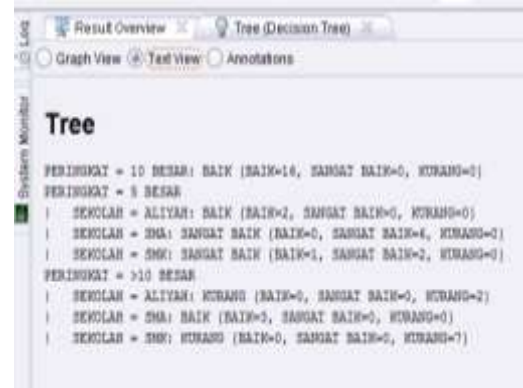 Log
System Monitor
Result Overview Tree (Decision Tree)
Graph View Text View Annotations
Tree
PERINGKAT = 10 BESAR: BAIK (BAIK=16, SANGAT BAIK=0, KURANG=0)
PERINGKAT = 5 BESAR
| SEKOLAH = ALIYAH: BAIK (BAIK=2, SANGAT BAIK=0, KURANG=0)
| SEKOLAH = SMA: SANGAT BAIK (BAIK=0, SANGAT BAIK=6, KURANG=0)
| SEKOLAH = SMK: SANGAT BAIK (BAIK=1, SANGAT BAIK=2, KURANG=0)
PERINGKAT = >10 BESAR
| SEKOLAH = ALIYAH: KURANG (BAIK=0, SANGAT BAIK=0, KURANG=2)
| SEKOLAH = SMA: BAIK (BAIK=3, SANGAT BAIK=0, KURANG=0)
| SEKOLAH = SMK: KURANG (BAIK=0, SANGAT BAIK=0, KURANG=7)